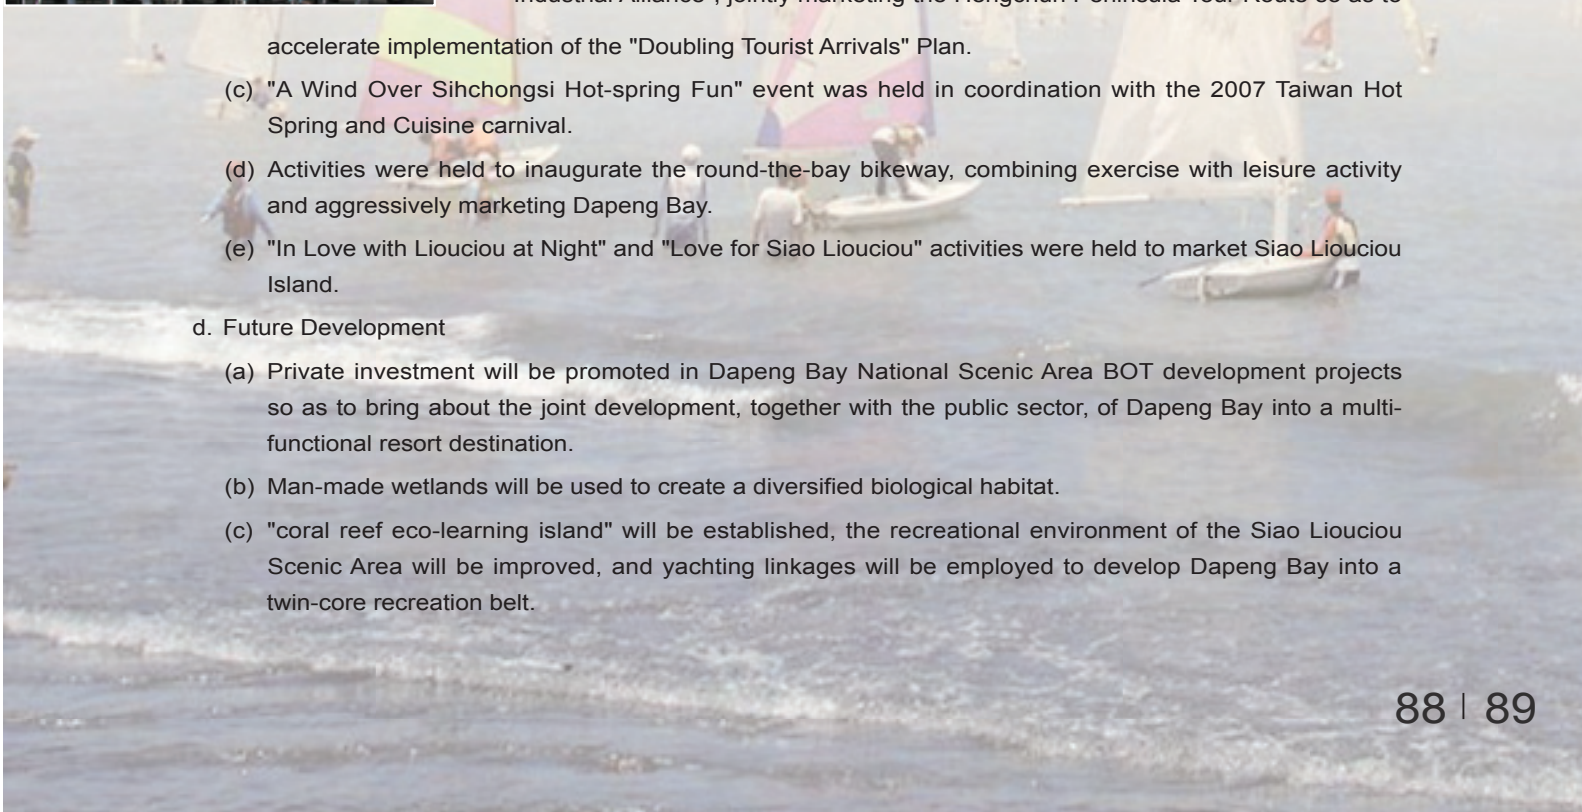 accelerate implementation of the "Doubling Tourist Arrivals" Plan.
(c) "A Wind Over Sihchongsi Hot-spring Fun" event was held in coordination with the 2007 Taiwan Hot
Spring and Cuisine carnival.
(d) Activities were held to inaugurate the round-the-bay bikeway, combining exercise with leisure activity
and aggressively marketing Dapeng Bay.
(e) "In Love with Liouciou at Night" and "Love for Siao Liouciou" activities were held to market Siao Liouciou
Island.
d. Future Development
(a) Private investment will be promoted in Dapeng Bay National Scenic Area BOT development projects
so as to bring about the joint development, together with the public sector, of Dapeng Bay into a multi-
functional resort destination.
(b) Man-made wetlands will be used to create a diversified biological habitat.
(c) "coral reef eco-learning island" will be established, the recreational environment of the Siao Liouciou
Scenic Area will be improved, and yachting linkages will be employed to develop Dapeng Bay into a
twin-core recreation belt.
88 | 89